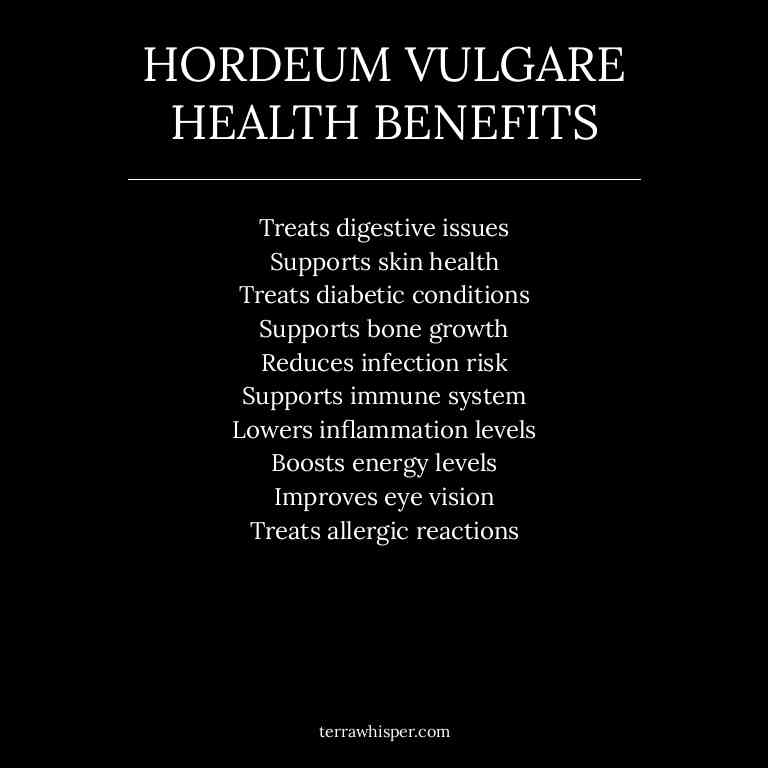 HORDEUM VULGARE
HEALTH BENEFITS
Treats digestive issues
Supports skin health
Treats diabetic conditions
Supports bone growth
Reduces infection risk
Supports immune system
Lowers inflammation levels
Boosts energy levels
Improves eye vision
Treats allergic reactions
terrawhisper.com